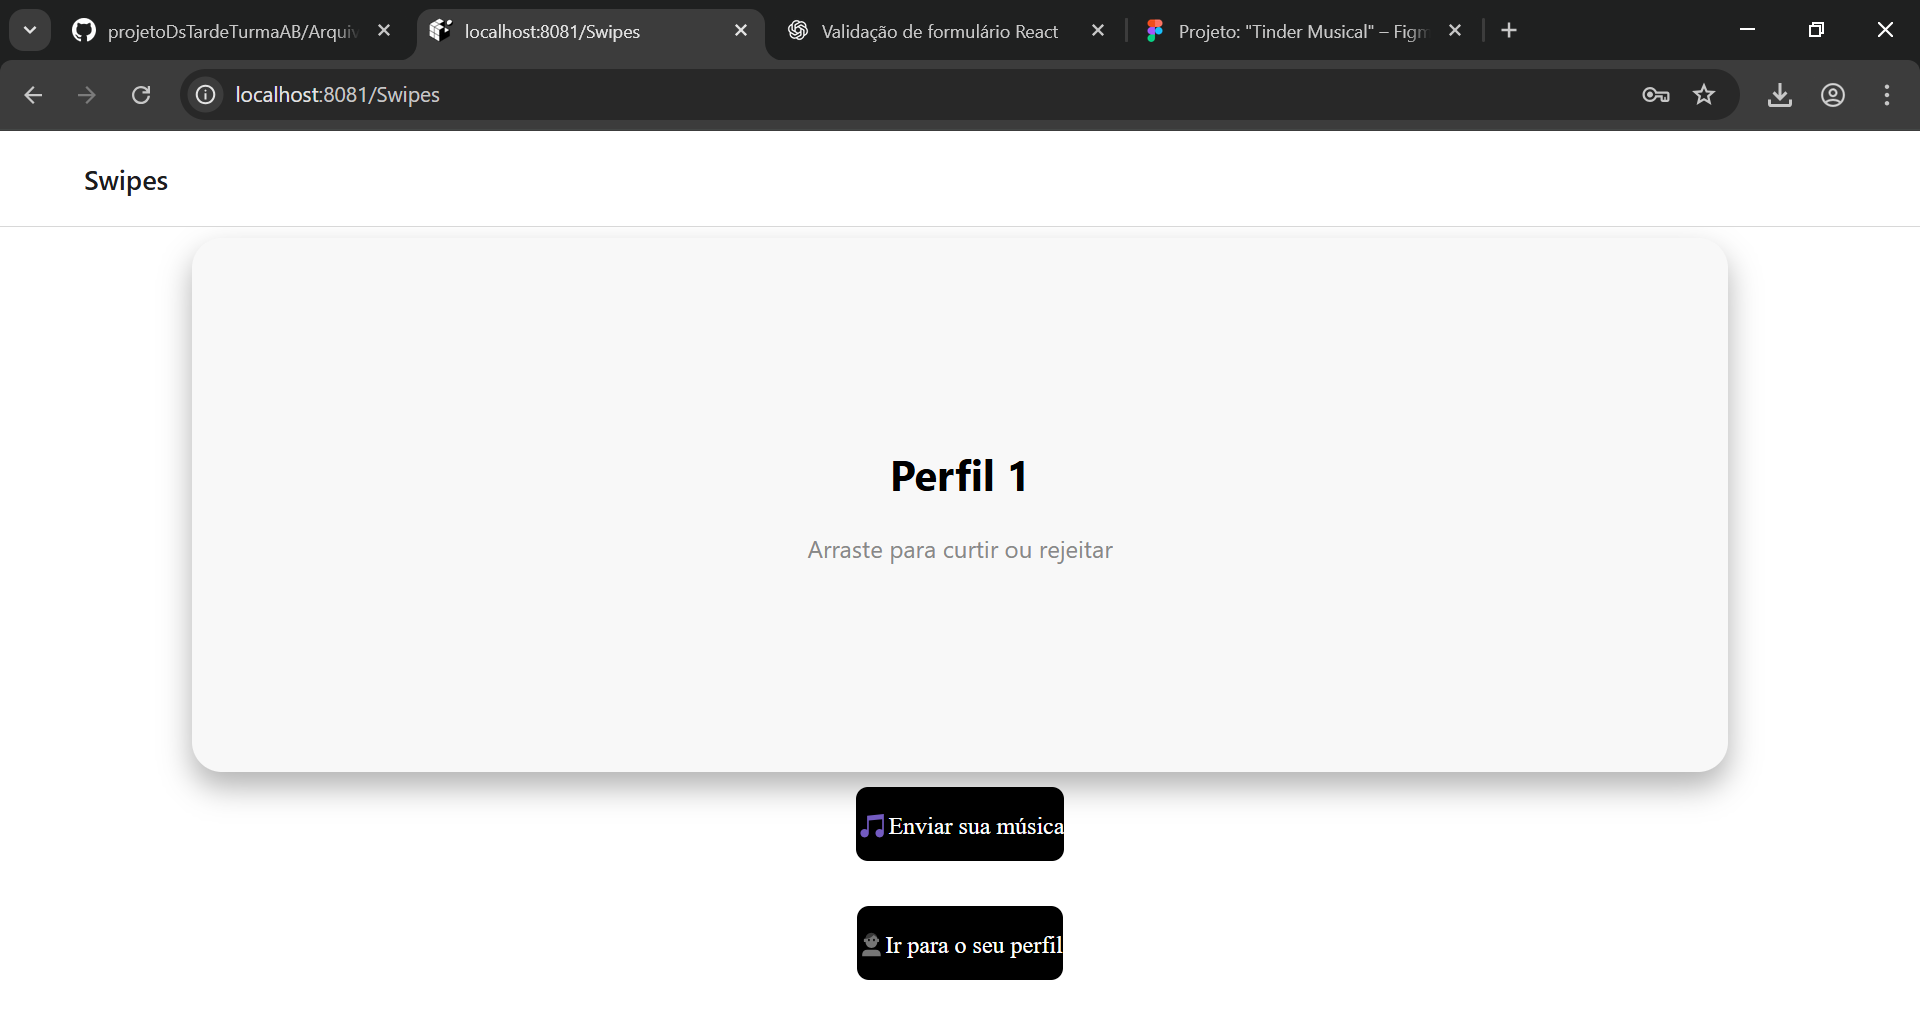 projetoDsTardeTurmaAB/Arquiv
localhost:8081/Swipes
Validação de formulário React
Projeto: "Tinder Musical" – Figm
localhost:8081/Swipes
Swipes
Perfil 1
Arraste para curtir ou rejeitar
🎵Enviar sua música
👤Ir para o seu perfil